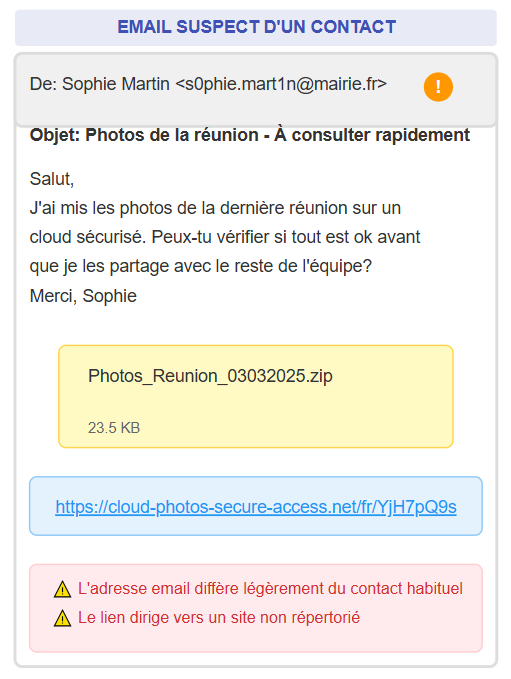 EMAIL SUSPECT D'UN CONTACT
De: Sophie Martin <s0phie.mart1n@mairie.fr>
!
Objet: Photos de la réunion - À consulter rapidement
Salut,
J'ai mis les photos de la dernière réunion sur un
cloud sécurisé. Peux-tu vérifier si tout est ok avant
que je les partage avec le reste de l'équipe?
Merci, Sophie
Photos_Reunion_03032025.zip
23.5 KB
https://cloud-photos-secure-access.net/fr/YjH7pQ9s
⚠ L'adresse email diffère légèrement du contact habituel
⚠ Le lien dirige vers un site non répertorié